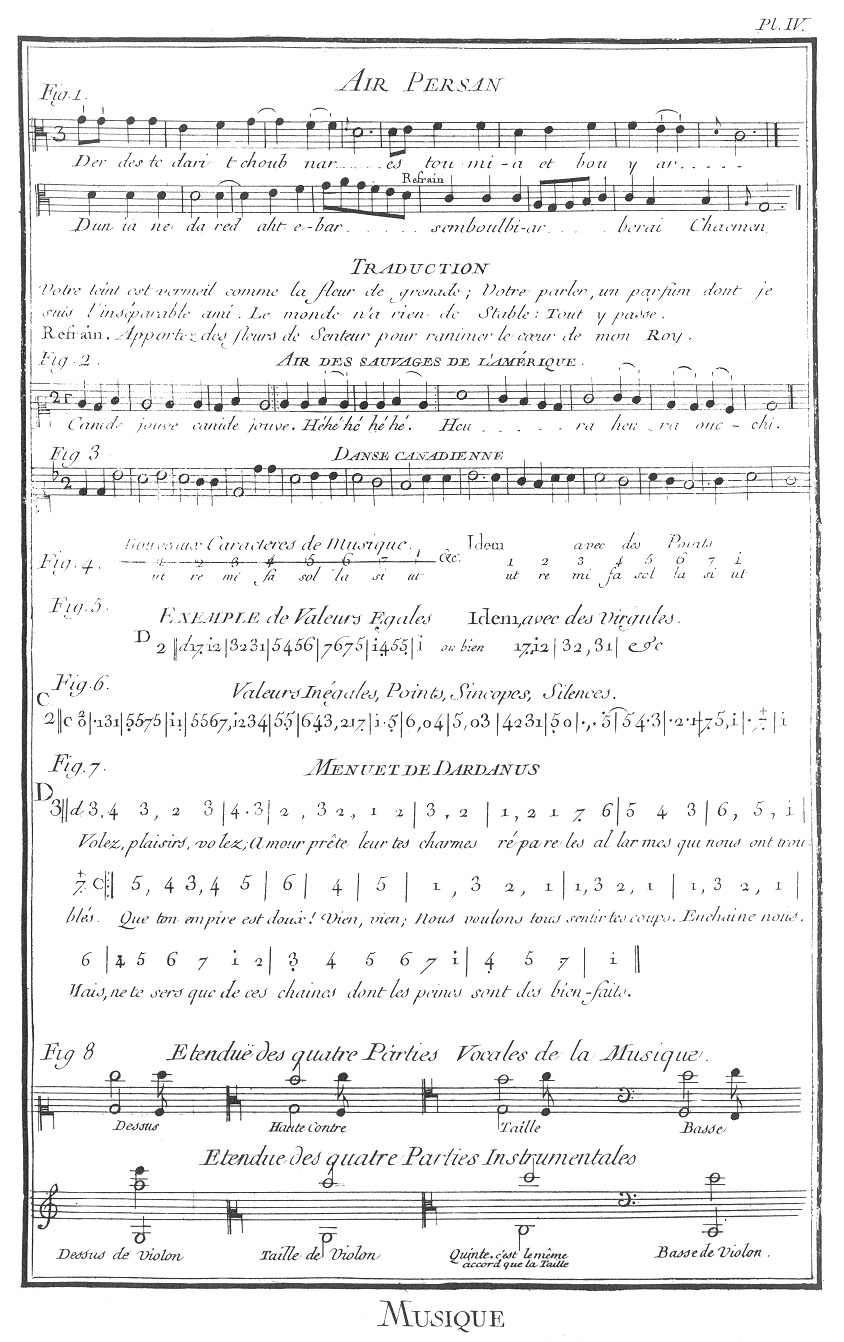 Pl. IV.
AIR PERSAN
Fig. 1.
3
Der des te dari t choub nar......es tou mi-a et bou y ar.....
Refrain
Dun ia ne da red aht e-bar...... semboulbi-ar..... berai Chaemen
TRADUCTION
Votre teint est vermeil comme la fleur de grenade; Votre parler, un parfum dont je
suis l'inséparable ami. Le monde n'a rien de Stable: Tout y passe.
Refrain. Apportez des fleurs de Senteur pour ranimer le cœur de mon Roy.
Fig. 2.
AIR DES SAUVAGES DE L'AMÉRIQUE.
2
Canide jouve canide jouve. Héhé hé hé hé. Heu ...... ra heu ra oue-chi.
Fig 3
DANSE CANADIENNE
2
Nouveaux Caracteres de Musique. Idem avec des Points
Fig. 4. 1 2 3 4 5 6 7 1 &c. 1 2 3 4 5 6 7 i
ut re mi fa sol la si ut ut re mi fa sol la si ut
Fig. 5.
EXEMPLE de Valeurs Egales Idem, avec des Virgules.
D 2 ||d17.i2|3231|5456|7675|i455|i ou bien 17,i2|32,31| &c
Fig. 6.
Valeurs Inégales, Points, Sincopes, Silences.
C
2||c 8|·131|5575|ii|5567,i234|55|643,217|i·5|6,04|5,03|4231|50|·,·5|54·3|·2·1|75,i|·7|i
Fig. 7.
MENUET DE DARDANUS
D
3||d 3,4 3, 2 3|4·3|2 , 32, 1 2|3,·2|1, 2 1 7 6|5 4 3|6, 5, i|
Volez, plaisirs, volez; Amour prête leur tes charmes répare les al lar mes qui nous ont trou-
7 C|| 5, 4 3,4 5|6|4|5|1 , 3 2, 1|1,3 2, 1|1,3 2, 1|
blés. Que ton empire est doux! Vien, vien; Nous voulons tous sentir tes coups. Enchaine nous.
6|4 5 6 7 i 2|3 4 5 6 7 i|4 5 7|i||
Mais, ne te sers que de ces chaines dont les peines sont des bien-faits.
Fig 8
Etenduë des quatre Parties Vocales de la Musique.
Dessus Haute Contre Taille Basse
Etendue des quatre Parties Instrumentales
Dessus de Violon Taille de Violon Quinte. c'est le même Basse de Violon.
accord que la Taille
MUSIQUE